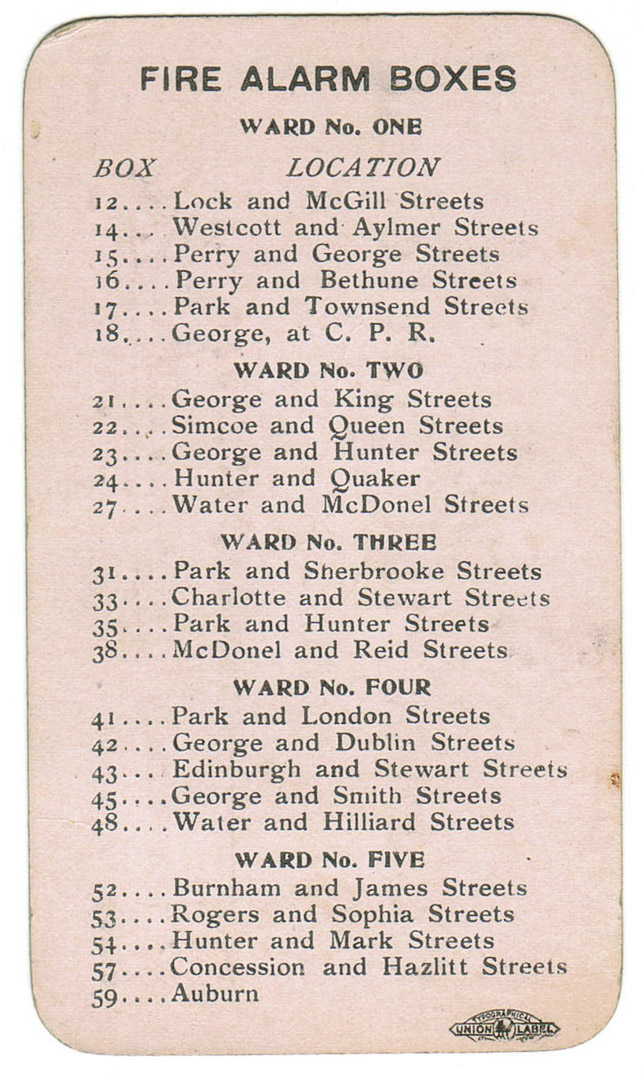 FIRE ALARM BOXES
WARD No. ONE
BOX LOCATION
12....Lock and McGill Streets
14.... Westcott and Aylmer Streets
15....Perry and George Streets
16....Perry and Bethune Streets
17....Park and Townsend Streets
18....George, at C. P. R.
WARD No. TWO
21....George and King Streets
22....Simcoe and Queen Streets
23....George and Hunter Streets
24....Hunter and Quaker
27....Water and McDonel Streets
WARD No. THREE
31....Park and Sherbrooke Streets
33....Charlotte and Stewart Streets
35....Park and Hunter Streets
38....McDonel and Reid Streets
WARD No. FOUR
41....Park and London Streets
42....George and Dublin Streets
43.... Edinburgh and Stewart Streets
45....George and Smith Streets
48....Water and Hilliard Streets
WARD No. FIVE
52....Burnham and James Streets
53....Rogers and Sophia Streets
54....Hunter and Mark Streets
57....Concession and Hazlitt Streets
59....Auburn
TYPOGRAPHICAL
UNION LABEL